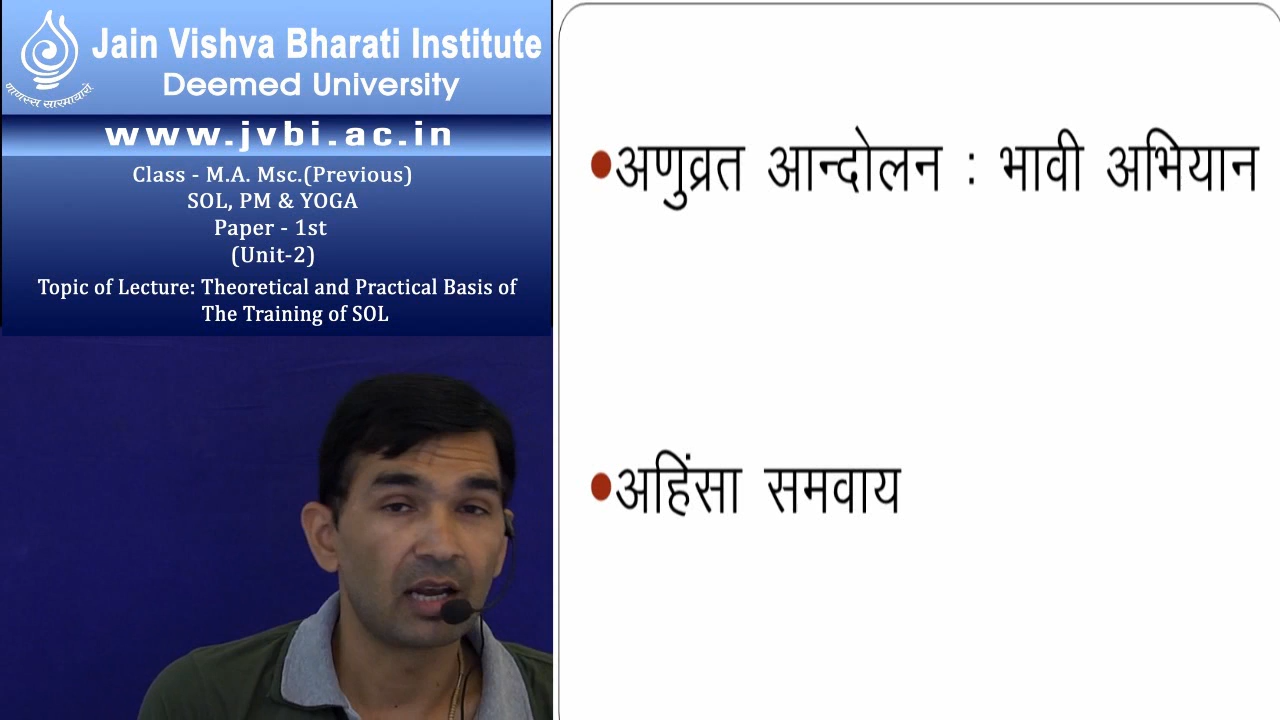 Jain Vishva Bharati Institute
Deemed University
णाणस्स सारमायारो
www.jvbi.ac.in
Class - M.A. Msc.(Previous)
SOL, PM & YOGA
Paper - 1st
(Unit-2)
Topic of Lecture: Theoretical and Practical Basis of
The Training of SOL
•अणुव्रत आन्दोलन : भावी अभियान
•अहिंसा समवाय